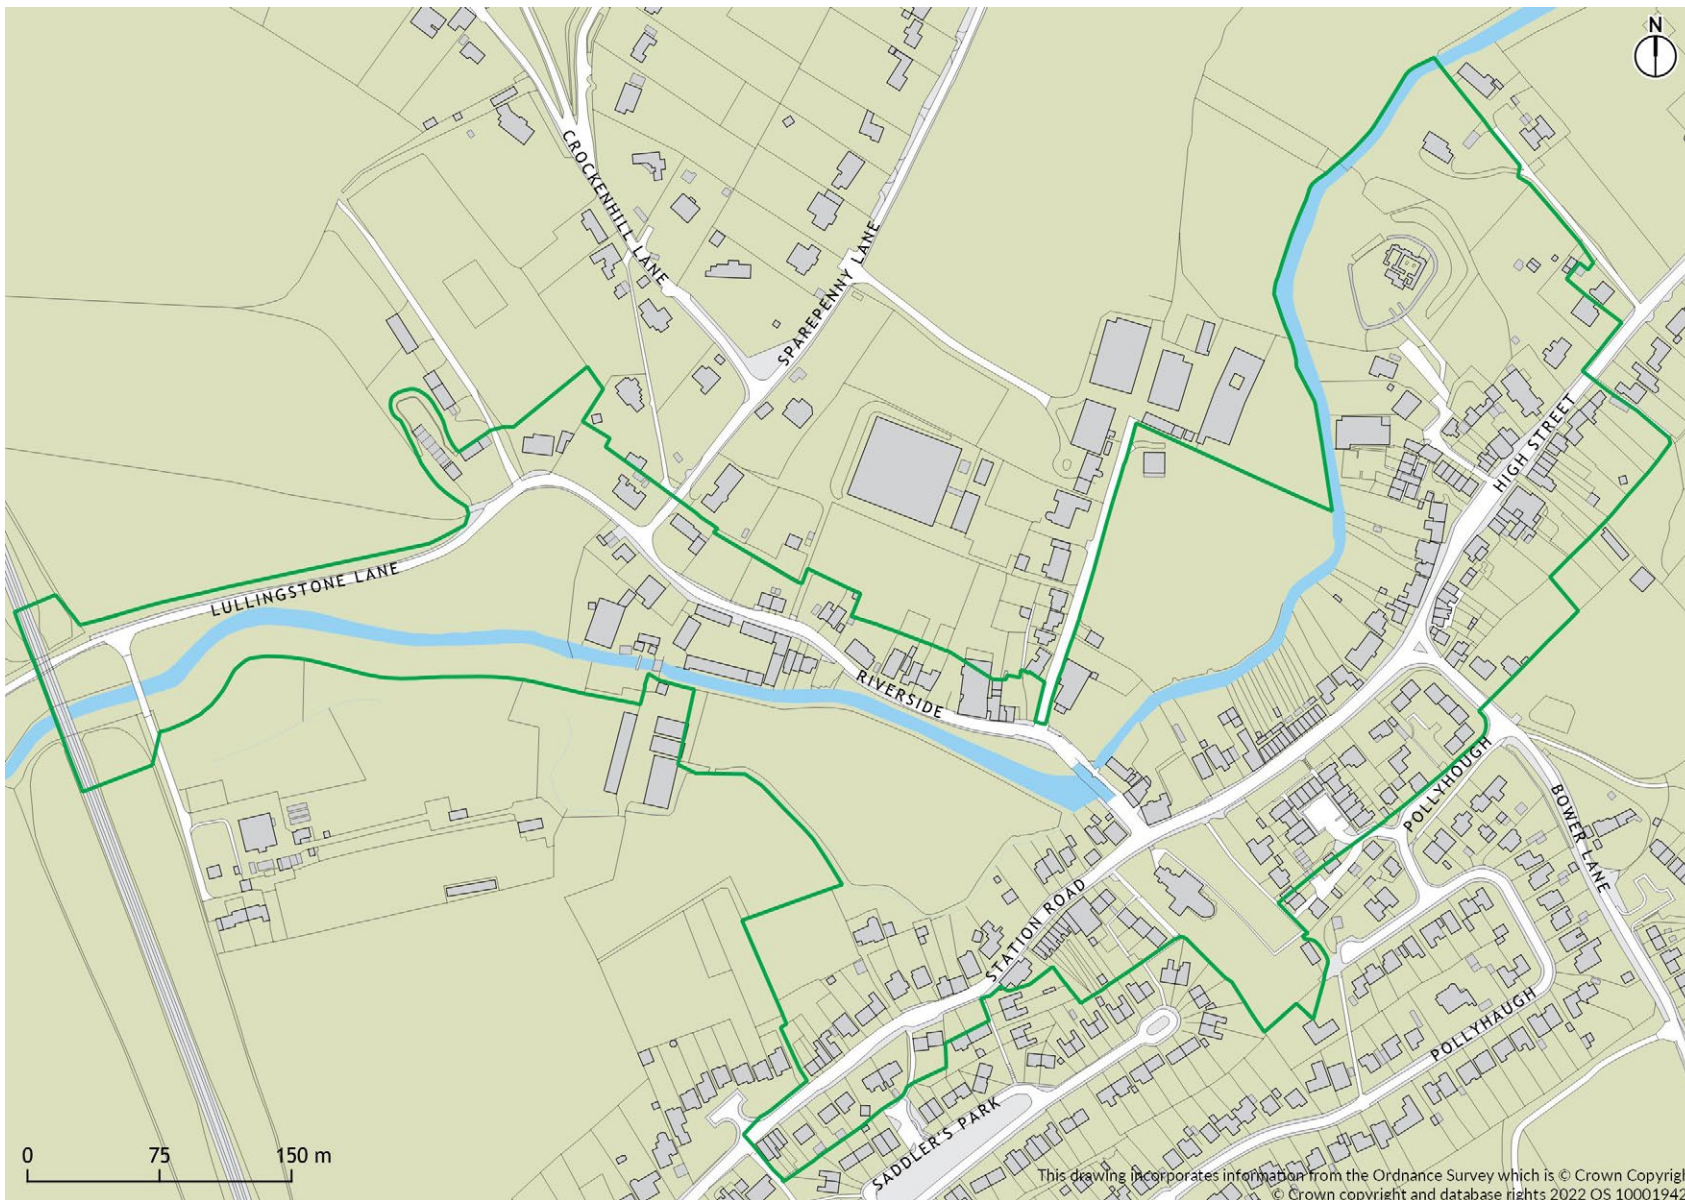 N
CROCKENHILL LANE
SPAREPENNY LANE
HIGH STREET
LULLINGSTONE LANE
RIVERSIDE
POLLYHOUGH
BOWER LANE
STATION ROAD
POLLYHAUGH
SADDLER'S PARK
0 75 150 m
This drawing incorporates information from the Ordnance Survey which is © Crown Copyrigh
© Crown copyright and database rights 2022 OS 10001942